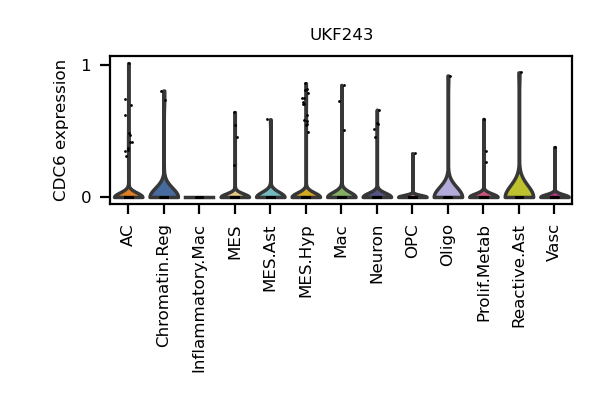 UKF243
CDC6 expression
1
0
AC
Chromatin.Reg
Inflammatory.Mac
MES
MES.Ast
MES.Hyp
Mac
Neuron
OPC
Oligo
Prolif.Metab
Reactive.Ast
Vasc